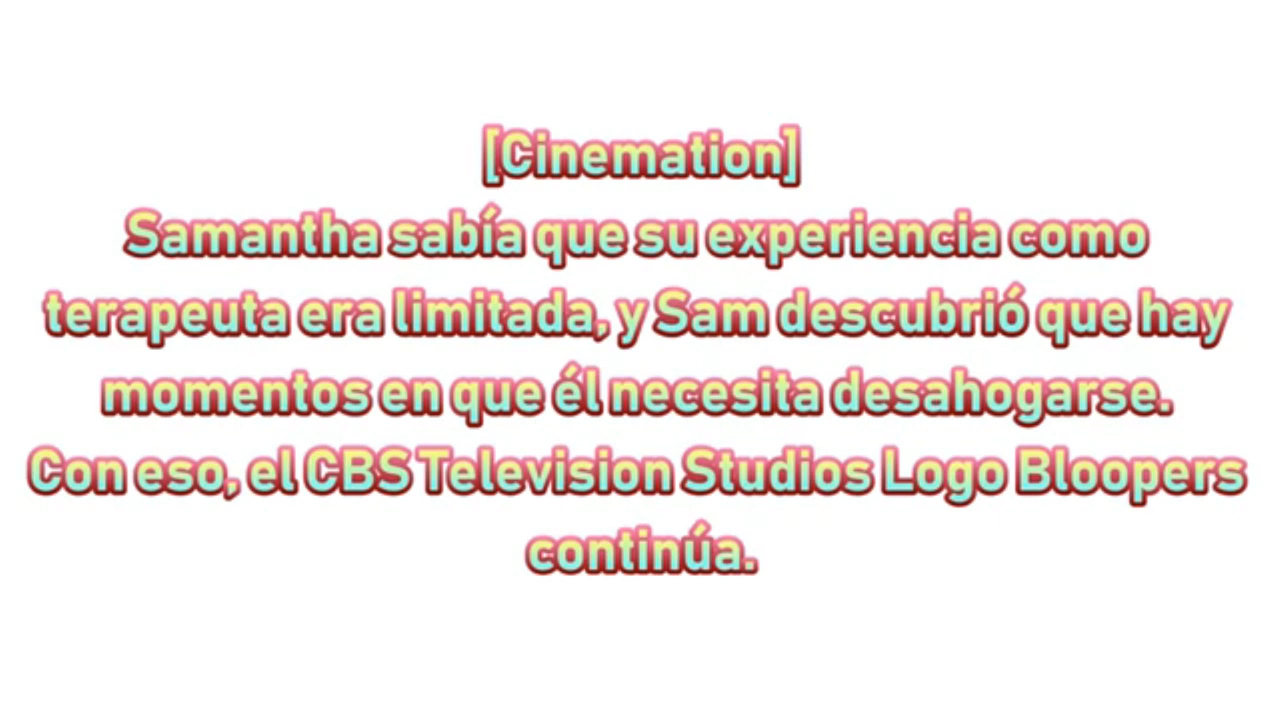 [Cinemation]
Samantha sabía que su experiencia como
terapeuta era limitada, y Sam descubrió que hay
momentos en que él necesita desahogarse.
Con eso, el CBS Television Studios Logo Bloopers
continúa.